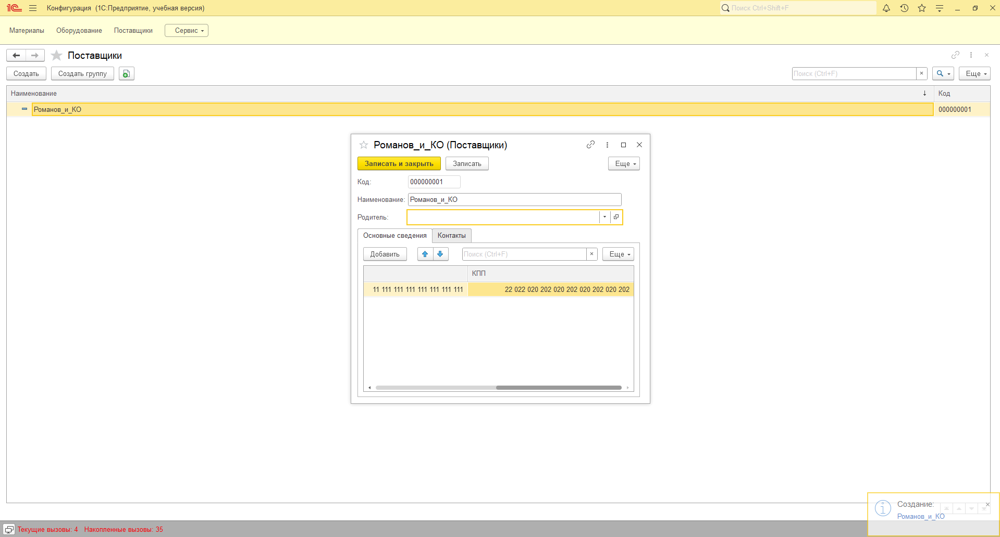 1С Конфигурация (1С:Предприятие, учебная версия) Поиск Ctrl+Shift+F
Материалы Оборудование Поставщики Сервис
Поставщики
Создать Создать группу Поиск (Ctrl+F) × Еще
Наименование ↓ Код
Романов_и_КО 000000001
Романов_и_КО (Поставщики)
Записать и закрыть Записать Еще
Код: 000000001
Наименование: Романов_и_КО
Родитель:
Основные сведения Контакты
Добавить Поиск (Ctrl+F) × Еще
КПП
11 111 111 111 111 111 111 111 22 022 020 202 020 202 020 202 020 202
Создание:
Романов_и_КО
Текущие вызовы: 4 Накопленные вызовы: 35